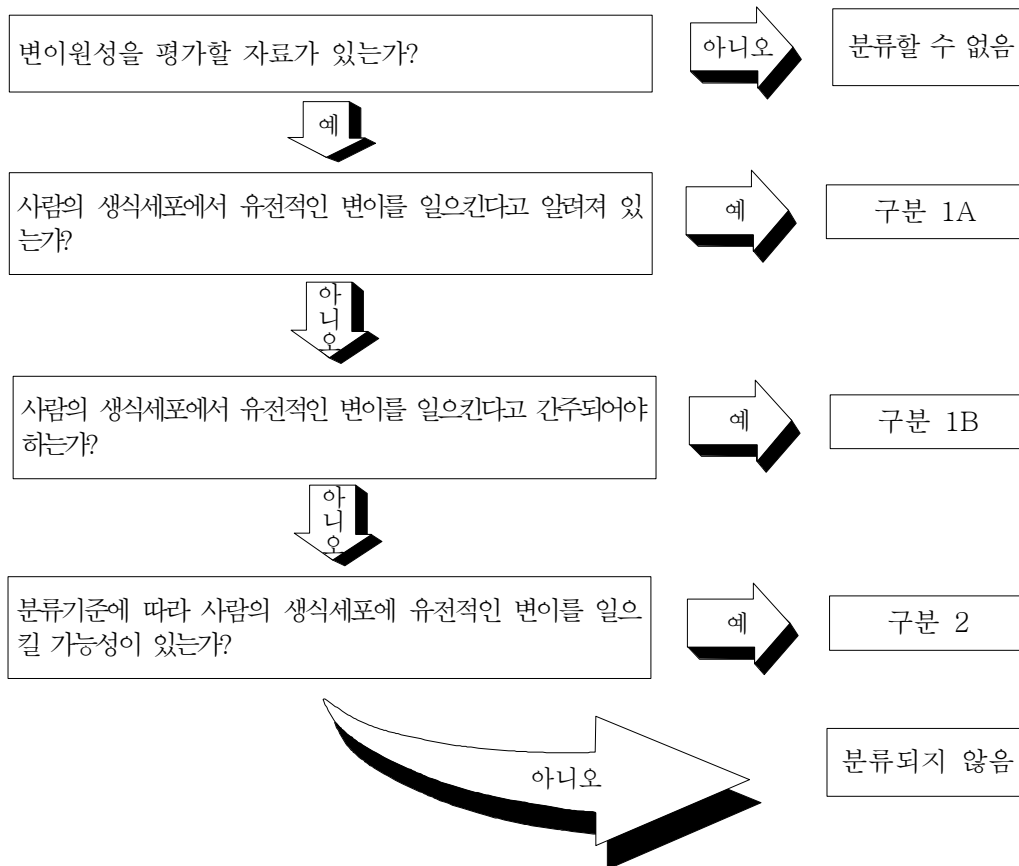 변이원성을 평가할 자료가 있는가?
아니오
분류할 수 없음
예
사람의 생식세포에서 유전적인 변이를 일으킨다고 알려져 있
는가?
예
구분 1A
아
니
오
사람의 생식세포에서 유전적인 변이를 일으킨다고 간주되어야
하는가?
예
구분 1B
아
니
오
분류기준에 따라 사람의 생식세포에 유전적인 변이를 일으
킬 가능성이 있는가?
예
구분 2
아니오
분류되지 않음